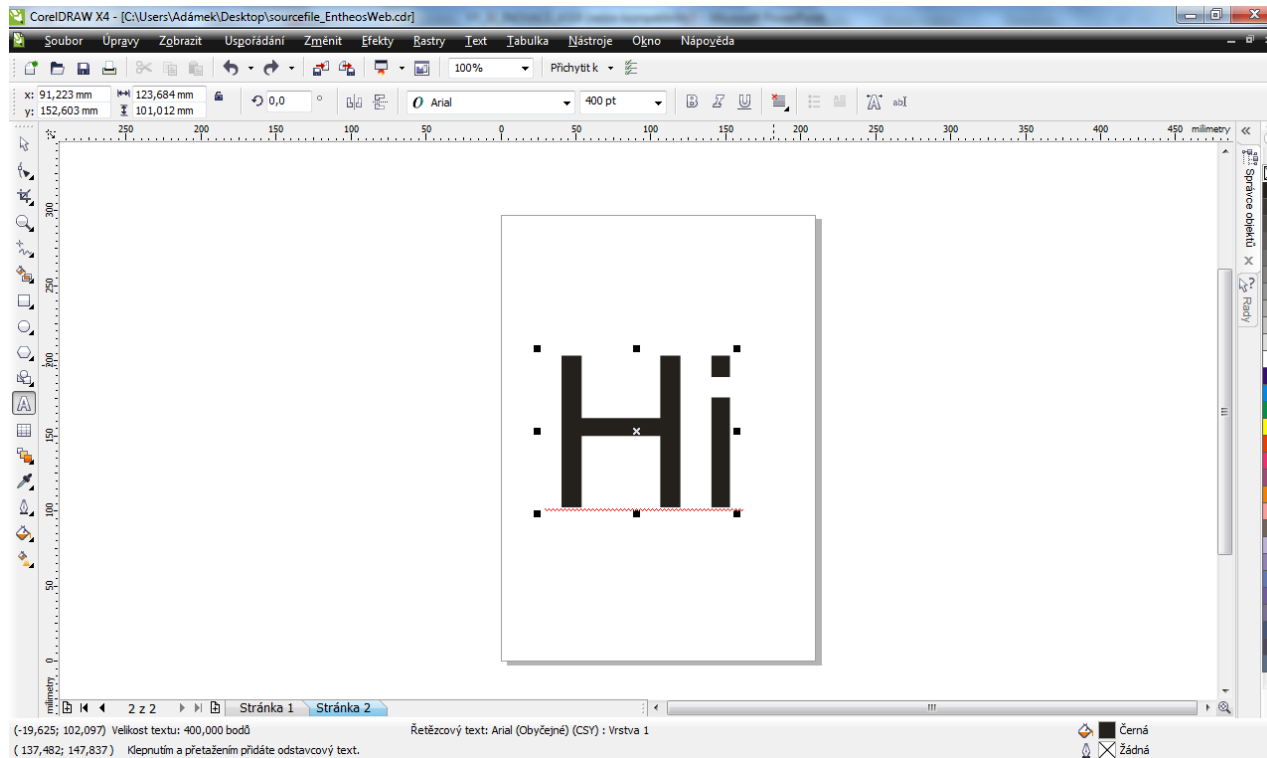 CorelDRAW X4 - [C:\Users\Adámek\Desktop\sourcefile_EntheosWeb.cdr]
Soubor Úpravy Zobrazit Uspořádání Změnit Efekty Rastry Text Tabulka Nástroje Okno Nápověda
100% Přichytit k
x: 91,223 mm 123,684 mm 0,0 ° O Arial 400 pt B I U abI
y: 152,603 mm 101,012 mm
250 200 150 100 50 0 50 100 150 200 250 300 350 400 450 milimetry
300
250
200
150
100
50
0
milimetry
Správce objektů
Rady
Hi
2 z 2 Stránka 1 Stránka 2
(-19,625; 102,097) Velikost textu: 400,000 bodů Řetězcový text: Arial (Obyčejné) (CSY) : Vrstva 1 Černá
( 137,482; 147,837 ) Klepnutím a přetažením přidáte odstavcový text. Žádná